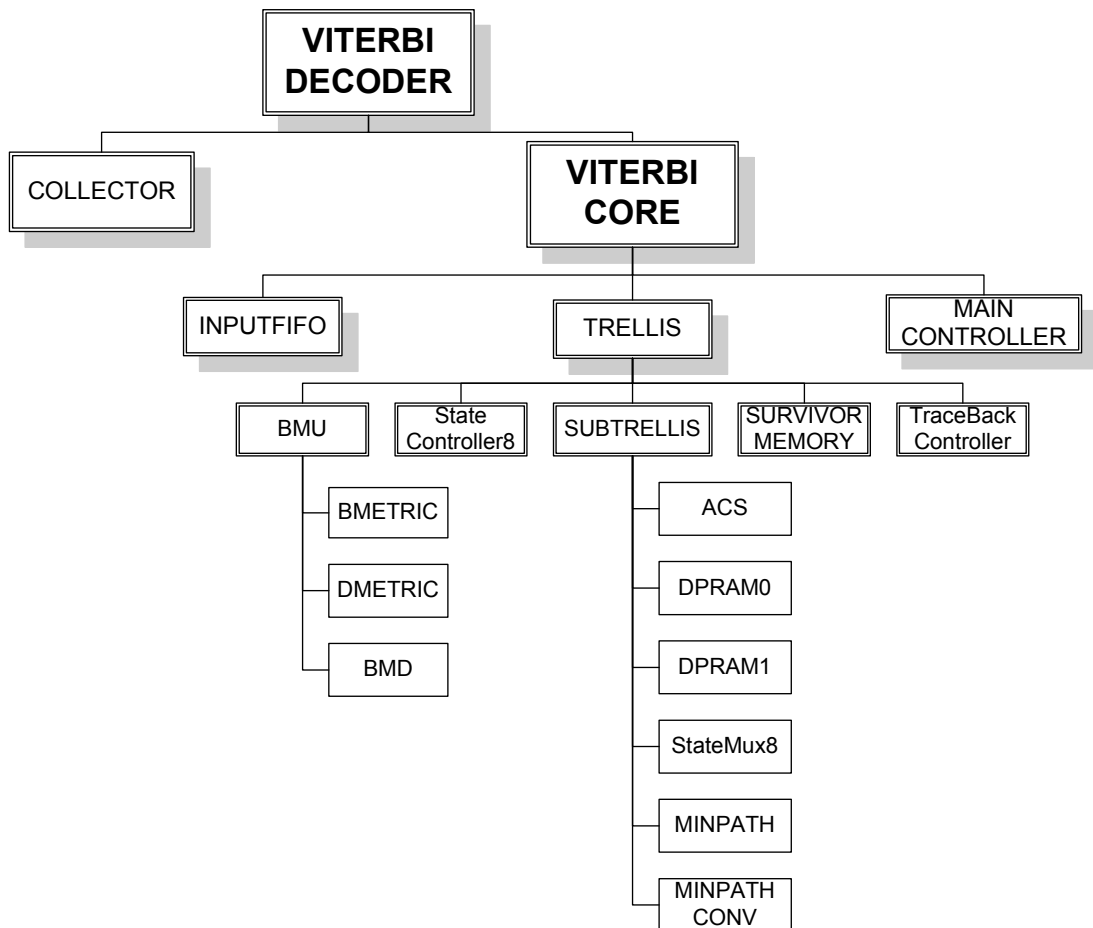 VITERBI
DECODER
COLLECTOR
VITERBI
CORE
INPUTFIFO
TRELLIS
MAIN
CONTROLLER
BMU
State
Controller8
SUBTRELLIS
SURVIVOR
MEMORY
TraceBack
Controller
BMETRIC
DMETRIC
BMD
ACS
DPRAM0
DPRAM1
StateMux8
MINPATH
MINPATH
CONV